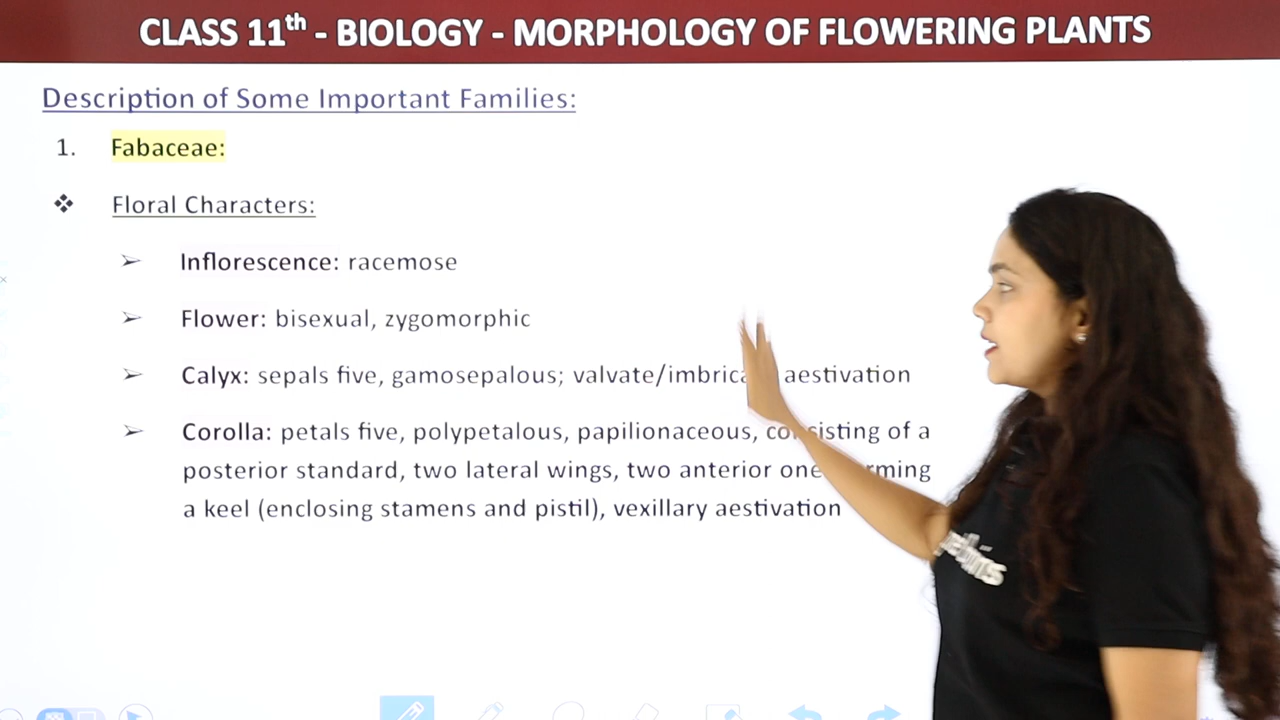 CLASS 11th - BIOLOGY - MORPHOLOGY OF FLOWERING PLANTS
Description of Some Important Families:
1. Fabaceae:
❖ Floral Characters:
➢ Inflorescence: racemose
➢ Flower: bisexual, zygomorphic
➢ Calyx: sepals five, gamosepalous; valvate/ aestivation
➢ Corolla: petals five, polypetalous, papilionaceous, consisting of a
posterior standard, two lateral wings, two anterior
a keel (enclosing stamens and pistil), vexillary aestivation